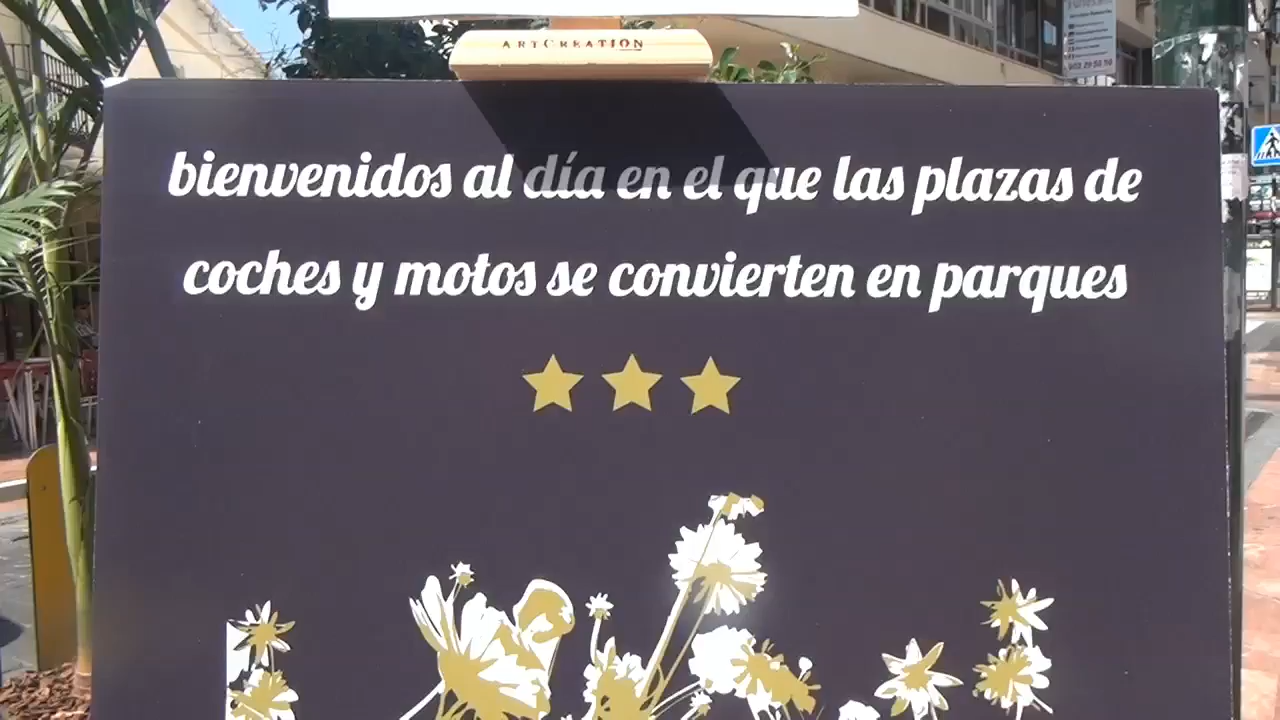 ARTCREATION
bienvenidos al día en el que las plazas de
coches y motos se convierten en parques